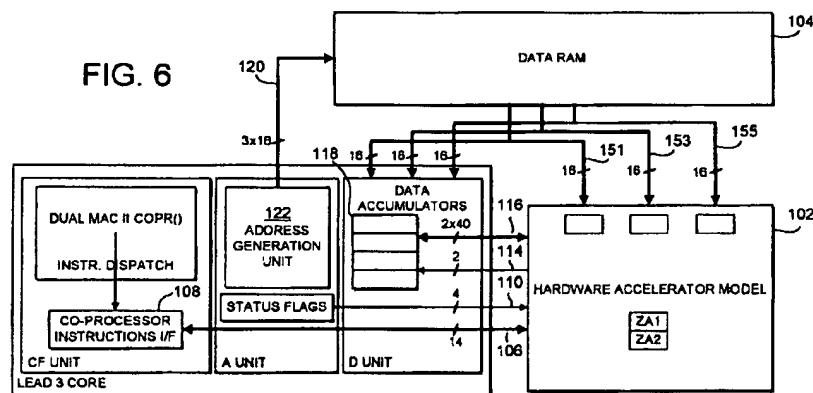 FIG. 6
104
DATA RAM
120
3x16
118
16
16
16
151
153
155
16
16
16
DATA
ACCUMULATORS
DUAL MAC II COPR()
INSTR. DISPATCH
122
ADDRESS
GENERATION
UNIT
2x40
116
2
114
102
HARDWARE ACCELERATOR MODEL
ZA1
ZA2
108
STATUS FLAGS
4
110
CO-PROCESSOR
INSTRUCTIONS I/F
14
106
CF UNIT
A UNIT
D UNIT
LEAD 3 CORE